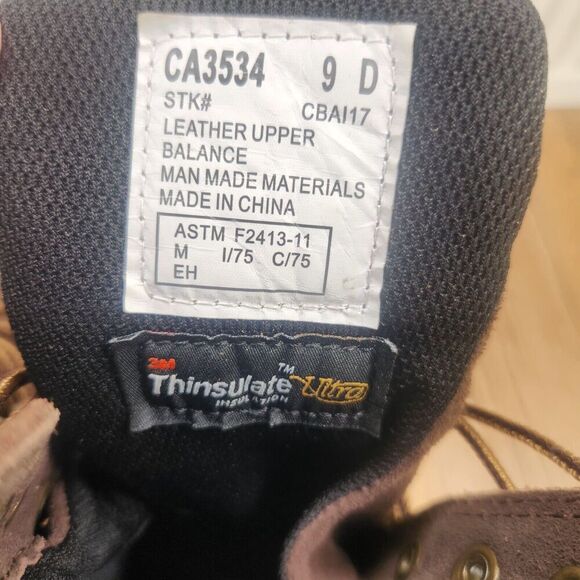 CA3534 9 D
STK# CBAI17
LEATHER UPPER
BALANCE
MAN MADE MATERIALS
MADE IN CHINA
ASTM F2413-11
M I/75 C/75
EH
3M
Thinsulate™ Ultra
INSULATION